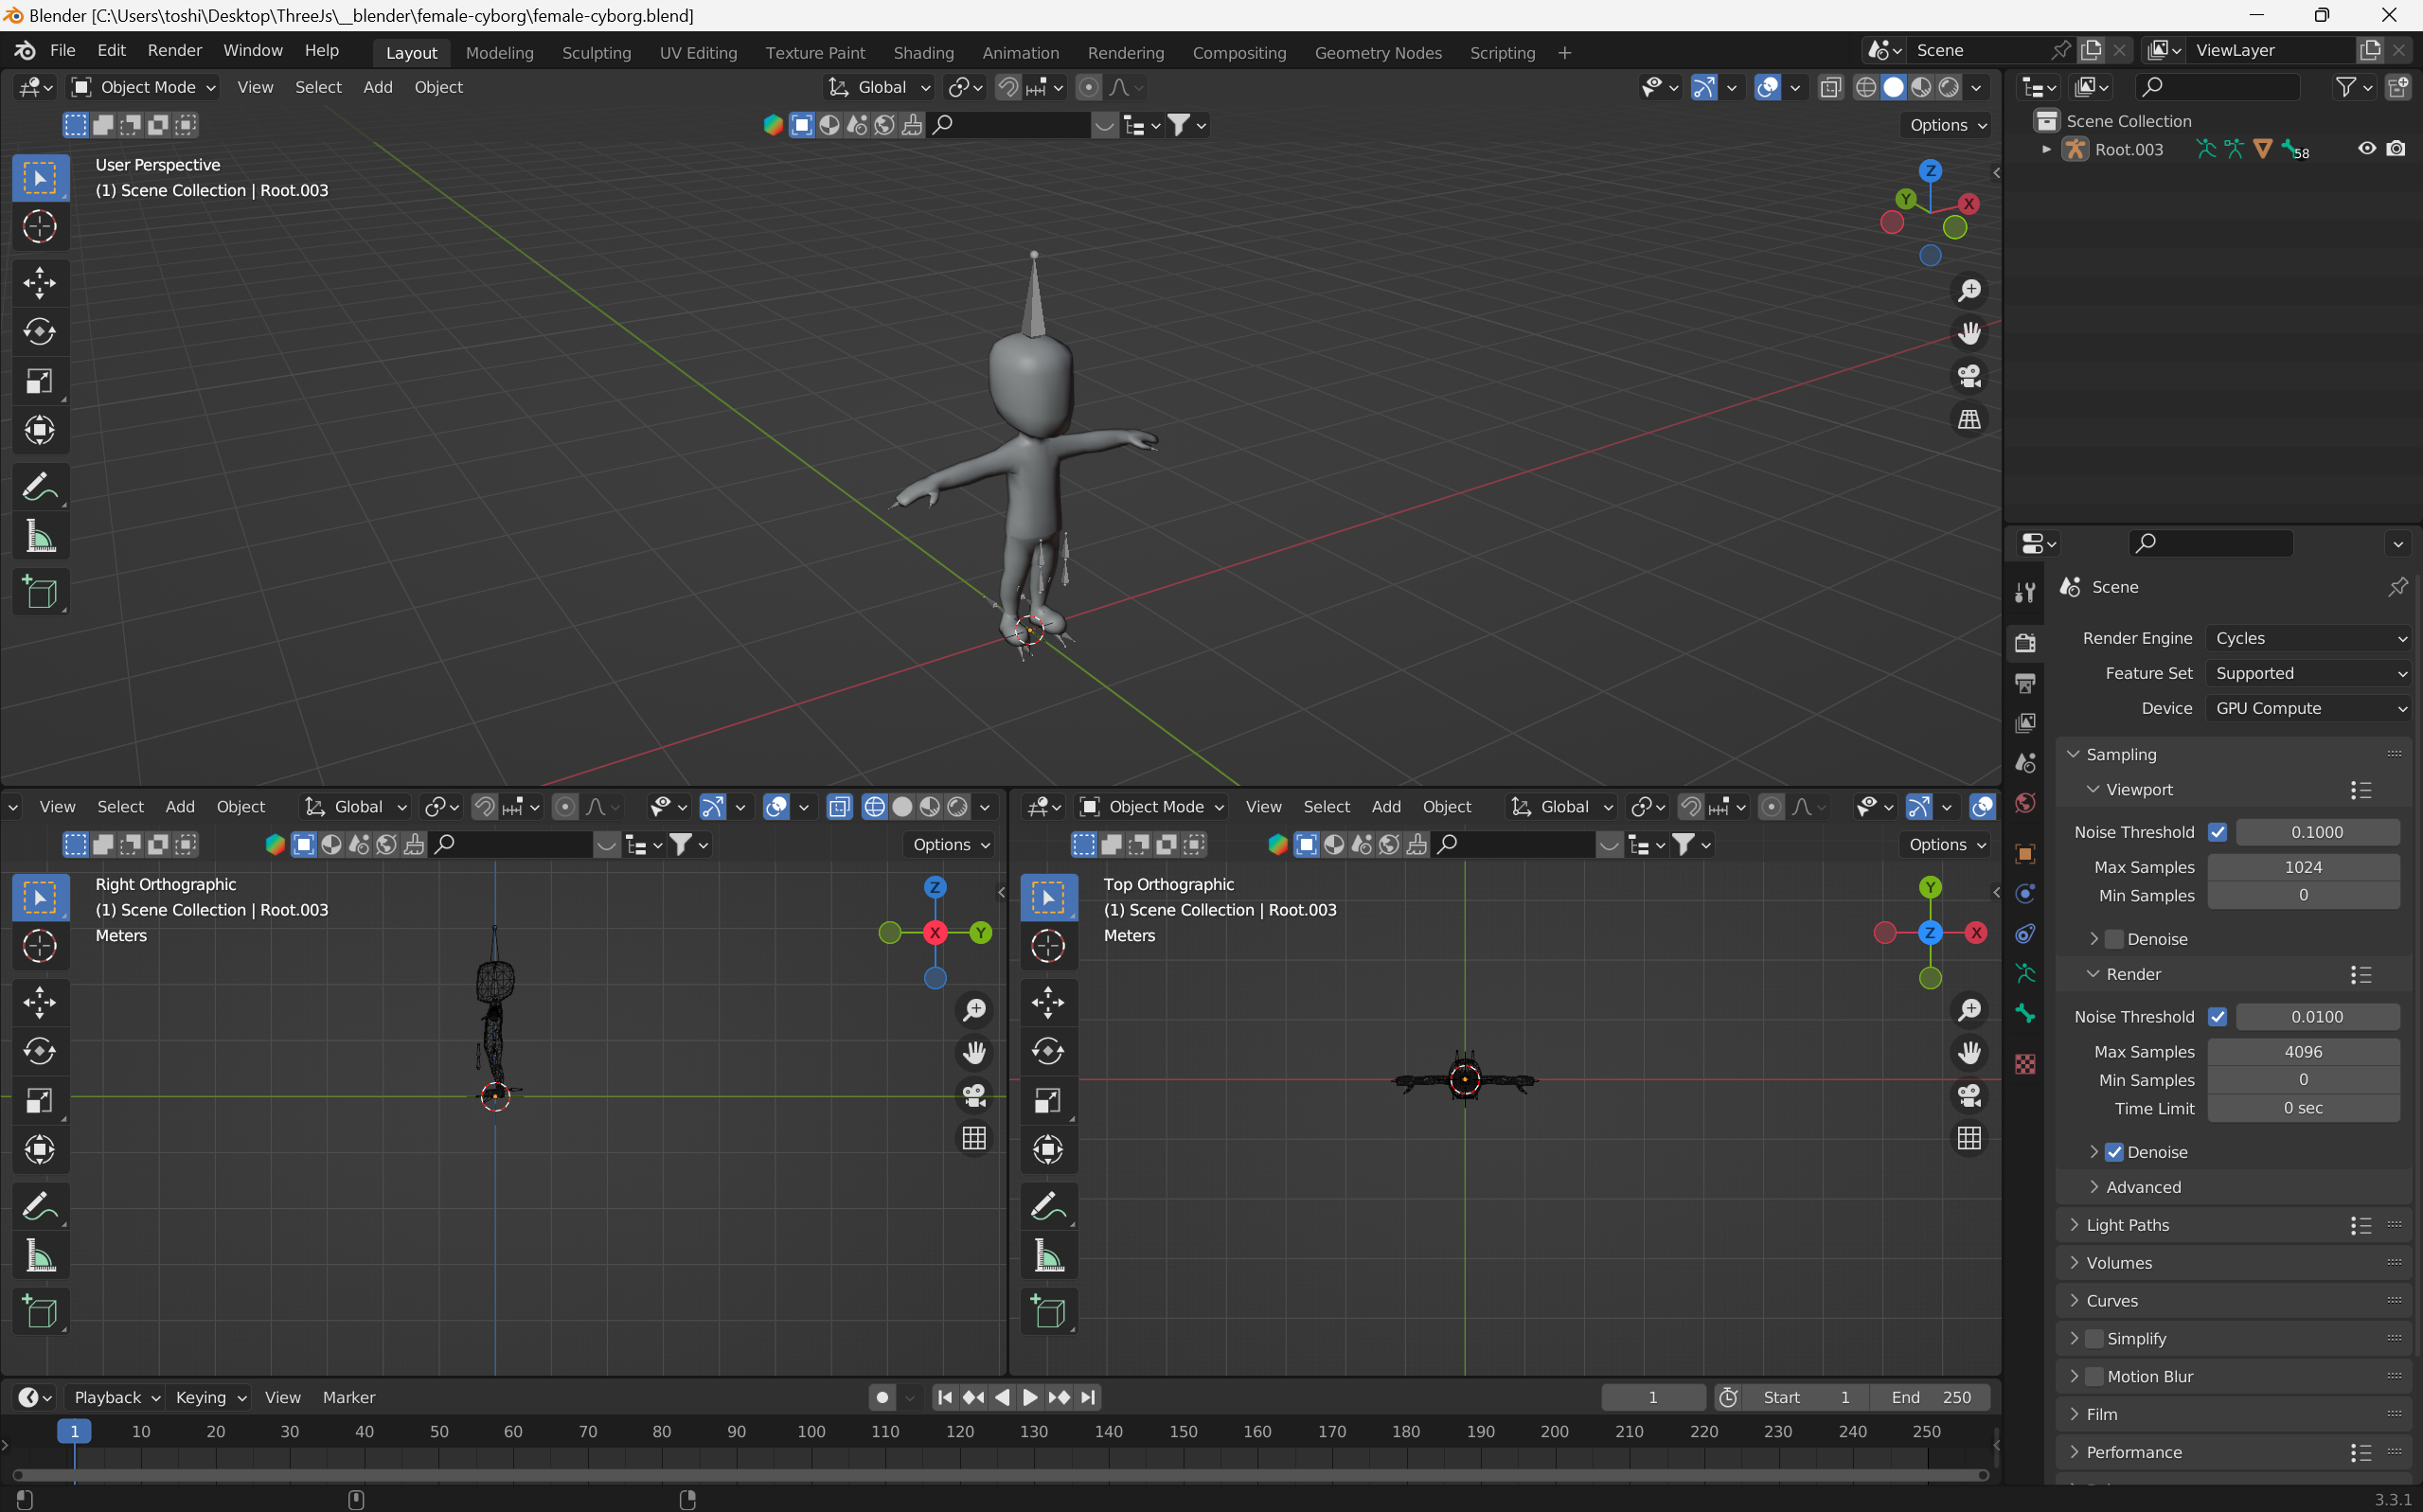 Blender [C:\Users\toshi\Desktop\ThreeJs\__blender\female-cyborg\female-cyborg.blend]
File Edit Render Window Help Layout Modeling Sculpting UV Editing Texture Paint Shading Animation Rendering Compositing Geometry Nodes Scripting + Scene ViewLayer
Object Mode View Select Add Object Global
Options
User Perspective
(1) Scene Collection | Root.003
Z
Y
X
Scene Collection
Root.003 58
Scene
Render Engine Cycles
Feature Set Supported
Device GPU Compute
Sampling
Viewport
Noise Threshold 0.1000
Max Samples 1024
Min Samples 0
Denoise
Render
Noise Threshold 0.0100
Max Samples 4096
Min Samples 0
Time Limit 0 sec
Denoise
Advanced
Light Paths
Volumes
Curves
Simplify
Motion Blur
Film
Performance
View Select Add Object Global
Options
Right Orthographic
(1) Scene Collection | Root.003
Meters
Z
X Y
Object Mode View Select Add Object Global
Options
Top Orthographic
(1) Scene Collection | Root.003
Meters
Y
Z X
Playback Keying View Marker 1 Start 1 End 250
1 10 20 30 40 50 60 70 80 90 100 110 120 130 140 150 160 170 180 190 200 210 220 230 240 250
3.3.1